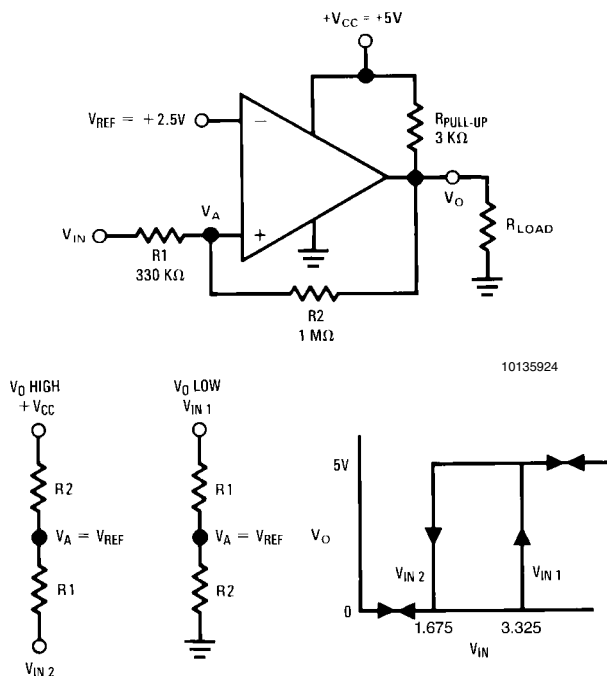 +VCC = +5V
VREF = + 2.5V
−
RPULL-UP
3 KΩ
VA
VO
VIN
+
R1
330 KΩ
RLOAD
R2
1 MΩ
10135924
VO HIGH
+ VCC
R2
VA = VREF
R1
VIN 2
VO LOW
VIN 1
R1
VA = VREF
R2
5V
VO
VIN 2
VIN 1
0
1.675
3.325
VIN